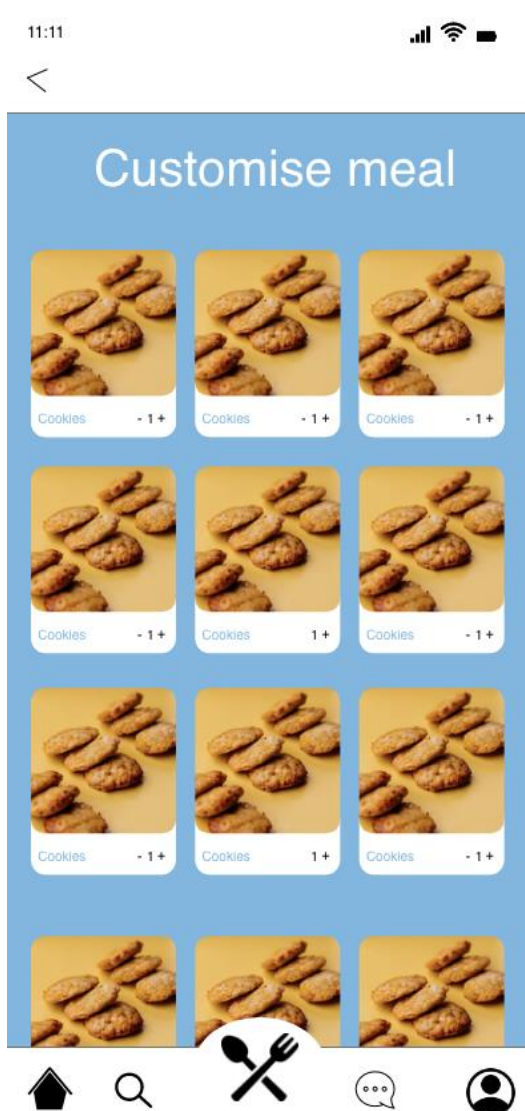 11:11
Customise meal
Cookies - 1 + Cookies - 1 + Cookies - 1 +
Cookies - 1 + Cookies 1 + Cookies - 1 +
Cookies - 1 + Cookies 1 + Cookies - 1 +